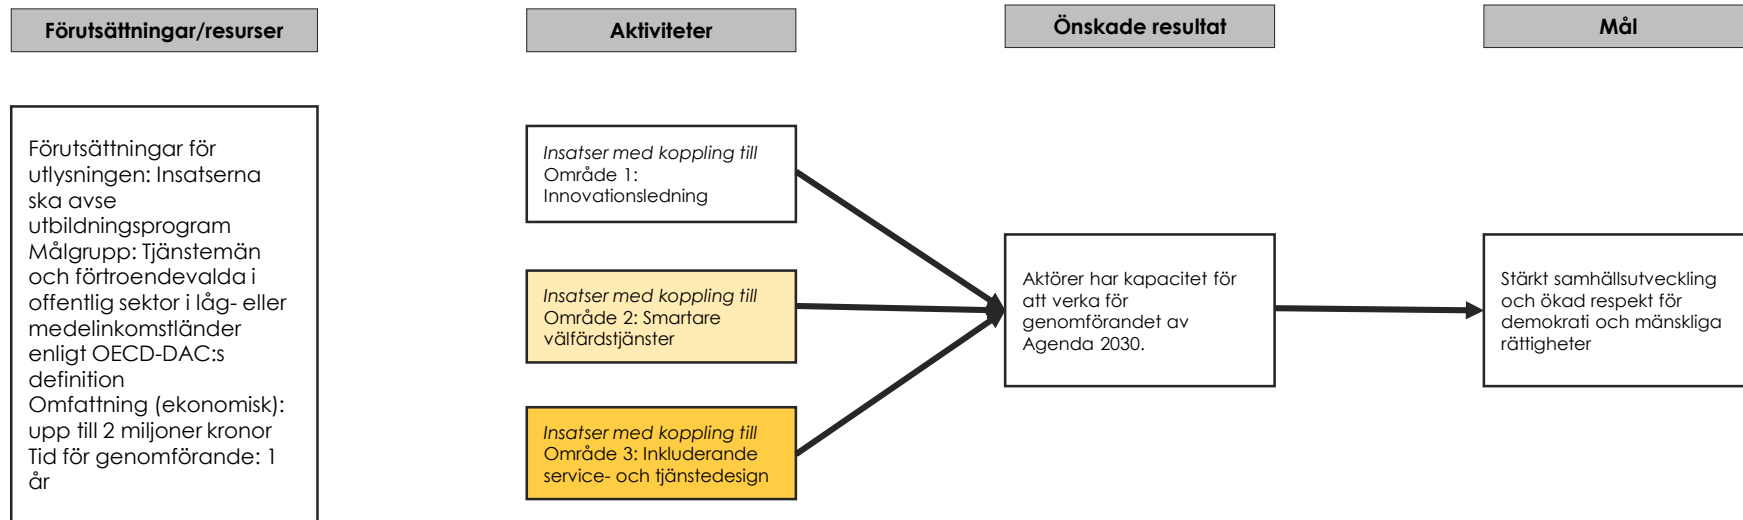 Förutsättningar/resurser
Aktiviteter
Önskade resultat
Mål
Förutsättningar för
utlysningen: Insatserna
ska avse
utbildningsprogram
Målgrupp: Tjänstemän
och förtroendevalda i
offentlig sektor i låg- eller
medelinkomstländer
enligt OECD-DAC:s
definition
Omfattning (ekonomisk):
upp till 2 miljoner kronor
Tid för genomförande: 1
år
Insatser med koppling till
Område 1:
Innovationsledning
Insatser med koppling till
Område 2: Smartare
välfärdstjänster
Insatser med koppling till
Område 3: Inkluderande
service- och tjänstedesign
Aktörer har kapacitet för
att verka för
genomförandet av
Agenda 2030.
Stärkt samhällsutveckling
och ökad respekt för
demokrati och mänskliga
rättigheter